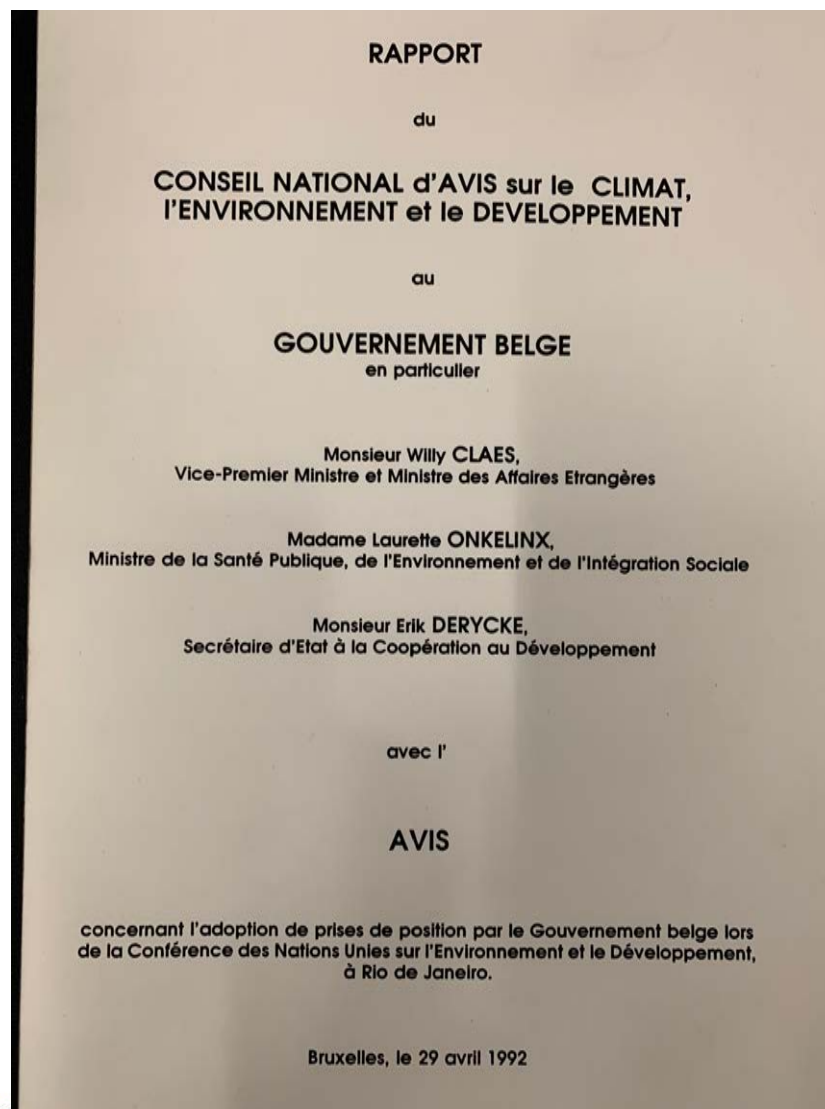 RAPPORT
du
CONSEIL NATIONAL d'AVIS sur le CLIMAT,
l'ENVIRONNEMENT et le DEVELOPPEMENT
au
GOUVERNEMENT BELGE
en particulier
Monsieur Willy CLAES,
Vice-Premier Ministre et Ministre des Affaires Etrangères
Madame Laurette ONKELINX,
Ministre de la Santé Publique, de l'Environnement et de l'Intégration Sociale
Monsieur Erik DERYCKE,
Secrétaire d'Etat à la Coopération au Développement
avec l'
AVIS
concernant l'adoption de prises de position par le Gouvernement belge lors
de la Conférence des Nations Unies sur l'Environnement et le Développement,
à Rio de Janeiro.
Bruxelles, le 29 avril 1992